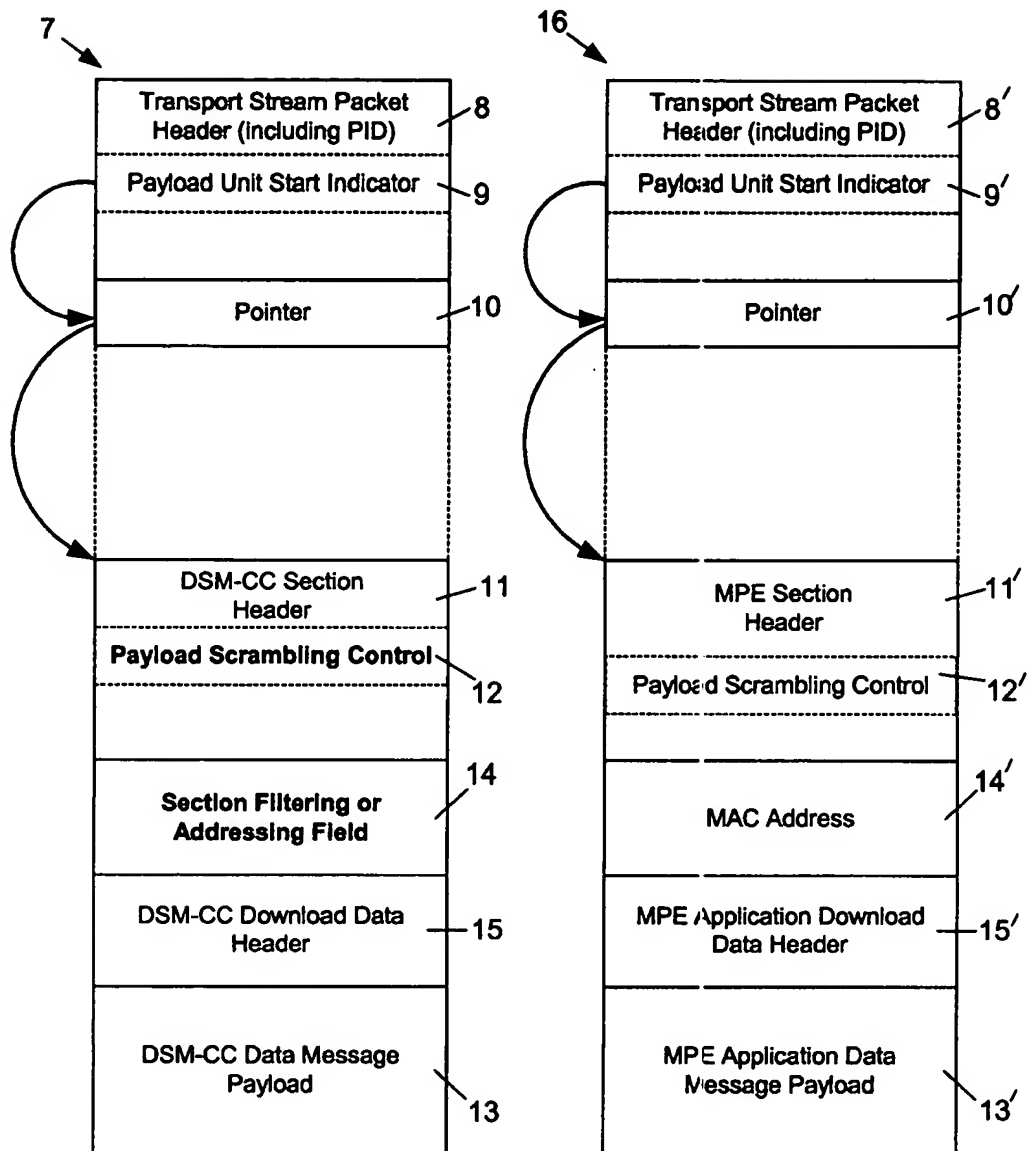 7
Transport Stream Packet
Header (including PID)
8
Payload Unit Start Indicator
9
Pointer
10
DSM-CC Section
Header
11
Payload Scrambling Control
12
Section Filtering or
Addressing Field
14
DSM-CC Download Data
Header
15
DSM-CC Data Message
Payload
13
16
Transport Stream Packet
Header (including PID)
8′
Payload Unit Start Indicator
9′
Pointer
10′
MPE Section
Header
11′
Payload Scrambling Control
12′
MAC Address
14′
MPE Application Download
Data Header
15′
MPE Application Data
Message Payload
13′